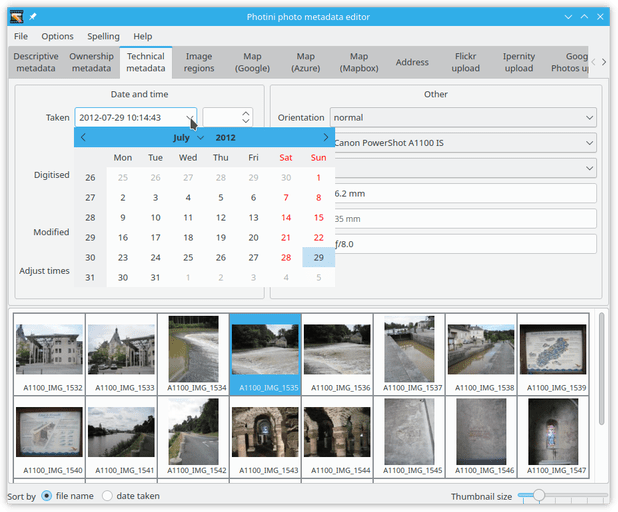 Photini photo metadata editor
File Options Spelling Help
Descriptive metadata
Ownership metadata
Technical metadata
Image regions
Map (Google)
Map (Azure)
Map (Mapbox)
Address
Flickr upload
Ipernity upload
Goog
Photos u
Date and time
Taken 2012-07-29 10:14:43
July 2012
Mon Tue Wed Thu Fri Sat Sun
26 25 26 27 28 29 30 1
27 2 3 4 5 6 7 8
28 9 10 11 12 13 14 15
29 16 17 18 19 20 21 22
30 23 24 25 26 27 28 29
31 30 31 1 2 3 4 5
Digitised
Modified
Adjust times
Other
Orientation normal
Canon PowerShot A1100 IS
6.2 mm
35 mm
f/8.0
A1100_IMG_1532 A1100_IMG_1533 A1100_IMG_1534 A1100_IMG_1535 A1100_IMG_1536 A1100_IMG_1537 A1100_IMG_1538 A1100_IMG_1539
A1100_IMG_1540 A1100_IMG_1541 A1100_IMG_1542 A1100_IMG_1543 A1100_IMG_1544 A1100_IMG_1545 A1100_IMG_1546 A1100_IMG_1547
Sort by file name date taken Thumbnail size